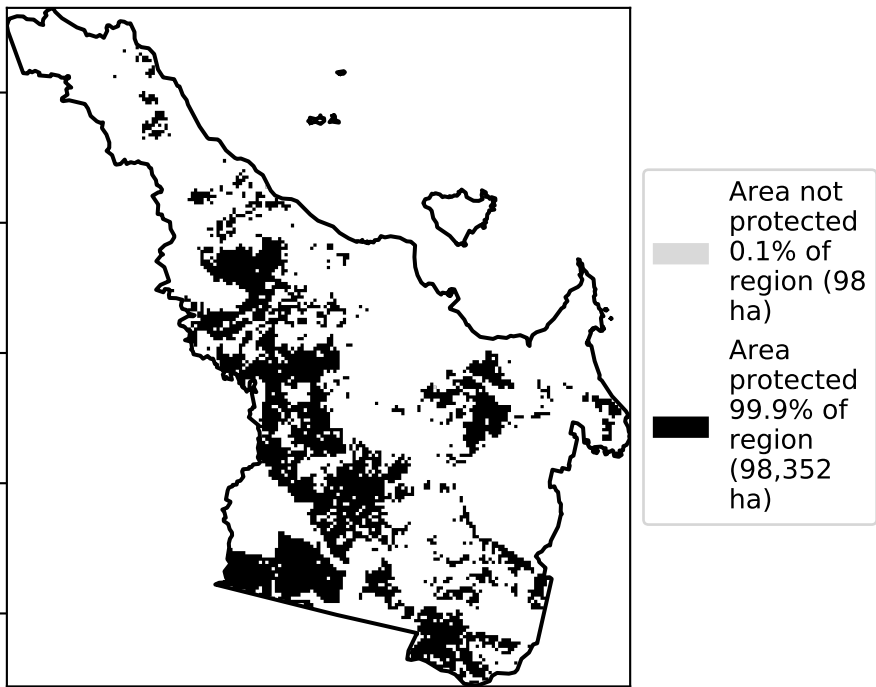 Area not
protected
0.1% of
region (98
ha)
Area
protected
99.9% of
region
(98,352
ha)